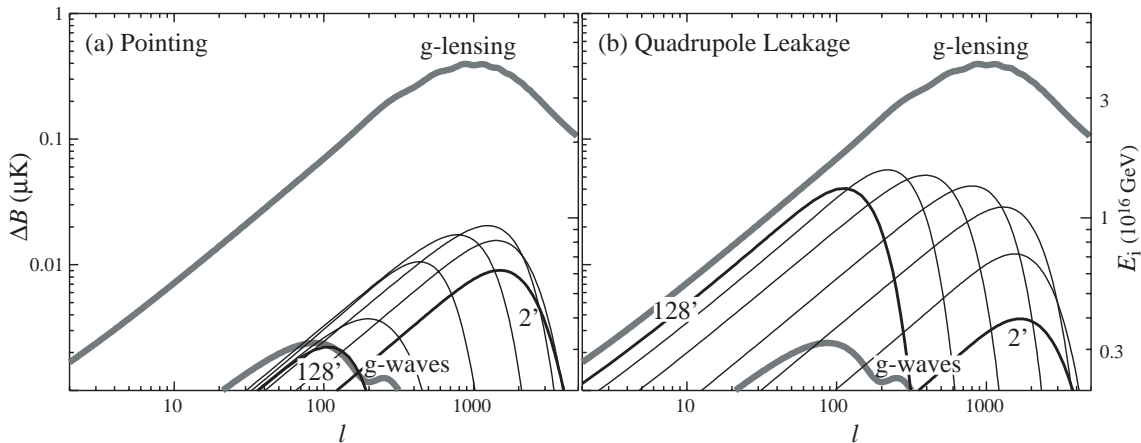 (a) Pointing
g-lensing
(b) Quadrupole Leakage
g-lensing
1
0.1
0.01
ΔB (μK)
128'
2'
g-waves
128'
2'
g-waves
3
1
0.3
E_i (10^16 GeV)
10
100
1000
10
100
1000
l
l